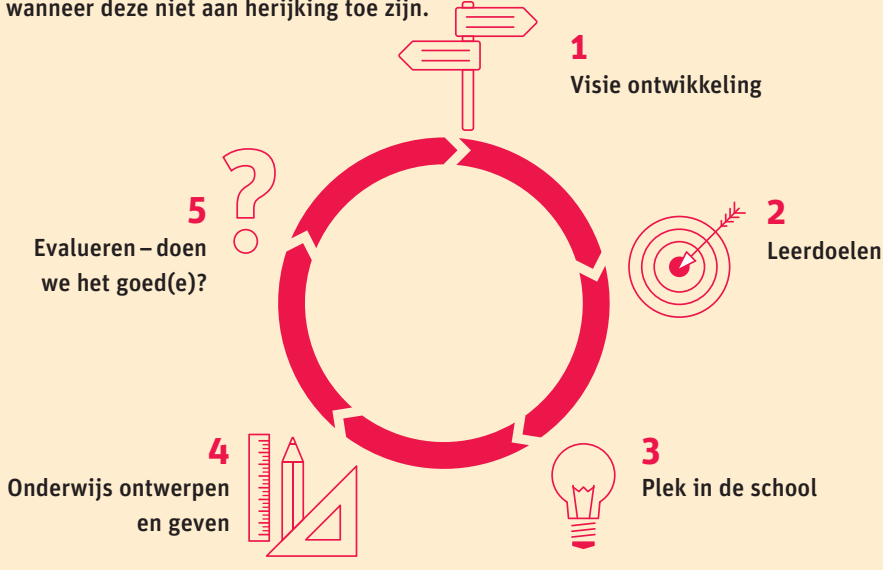 wanneer deze niet aan herijking toe zijn.
1
Visie ontwikkeling
2
Leerdoelen
3
Plek in de school
4
Onderwijs ontwerpen
en geven
5
Evalueren – doen
we het goed(e)?